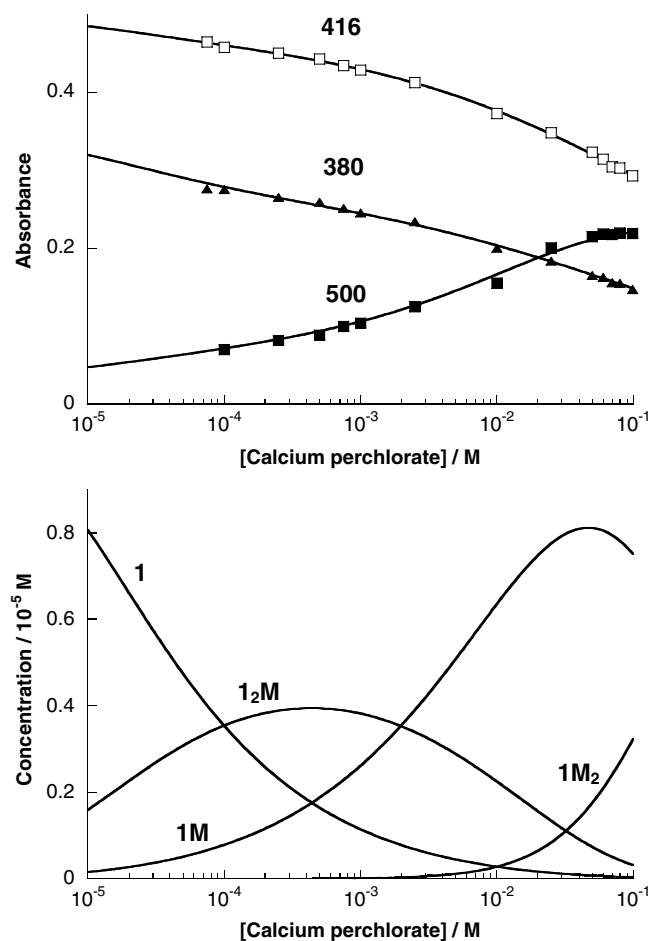 416
0.4
380
Absorbance
0.2
500
0
10⁻⁵ 10⁻⁴ 10⁻³ 10⁻² 10⁻¹
[Calcium perchlorate] / M
0.8
1
0.6
Concentration / 10⁻⁵ M
1₂M
0.4
1M₂
0.2
1M
0
10⁻⁵ 10⁻⁴ 10⁻³ 10⁻² 10⁻¹
[Calcium perchlorate] / M